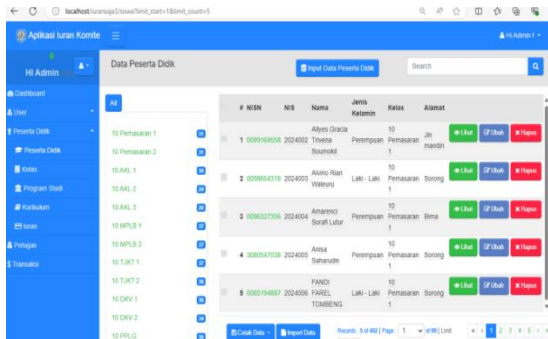 localhost/iuransaja3/siswa?limit_start=1&limit_count=5
Aplikasi Iuran Komite
Hi Admin 1
Hi Admin
Data Peserta Didik
Input Data Peserta Didik
Search
Dashboard
User
Peserta Didik
Peserta Didik
Kelas
Program Studi
Kurikulum
Iuran
Petugas
Transaksi
All
10 Pemasaran 1
10 Pemasaran 2
10 AKL 1
10 AKL 2
10 AKL 3
10 MPLB 1
10 MPLB 2
10 TJKT 1
10 TJKT 2
10 DKV 1
10 DKV 2
10 PPLG
# NISN NIS Nama Jenis Kelamin Kelas Alamat
1 0099169558 2024002 Allyes Gracia Trivena Soumokil Perempuan 10 Pemasaran 1 Jln mandiri Lihat Ubah Hapus
2 2024003 Alvino Rian Waleuru Laki - Laki 10 Pemasaran 1 Sorong Lihat Ubah Hapus
3 0096327356 2024004 Amarenci Sorafi Lutur Perempuan 10 Pemasaran 1 Bima Lihat Ubah Hapus
4 3080547038 2024005 Anisa Saharudin Perempuan 10 Pemasaran 1 Sorong Lihat Ubah Hapus
5 0085194887 2024006 FANDI FAREL TOMBENG Laki - Laki 10 Pemasaran 1 Sorong Lihat Ubah Hapus
Cetak Data
Import Data
Records : 5 of 492 | Page : 1 of 99 | Limit
1 2 3 4 5